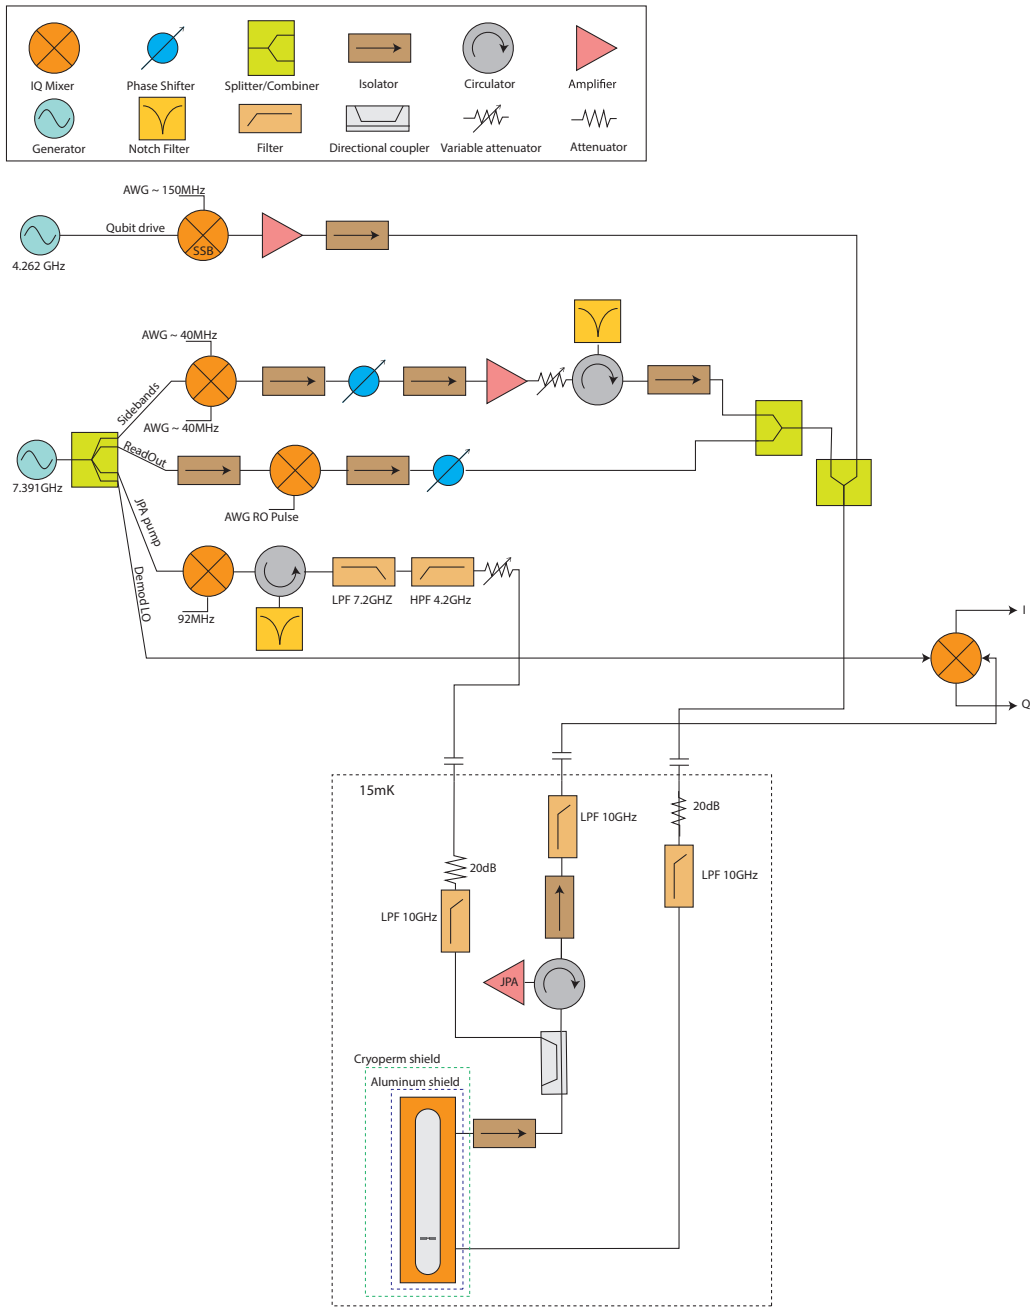 IQ Mixer
Phase Shifter
Splitter/Combiner
Isolator
Circulator
Amplifier
Generator
Notch Filter
Filter
Directional coupler
Variable attenuator
Attenuator
AWG ~ 150MHz
Qubit drive
SSB
4.262 GHz
AWG ~ 40MHz
Sidebands
AWG ~ 40MHz
ReadOut
7.391GHz
AWG RO Pulse
JPA pump
Demod LO
92MHz
LPF 7.2GHZ
HPF 4.2GHz
I
Q
15mK
20dB
LPF 10GHz
20dB
LPF 10GHz
LPF 10GHz
JPA
Cryoperm shield
Aluminum shield